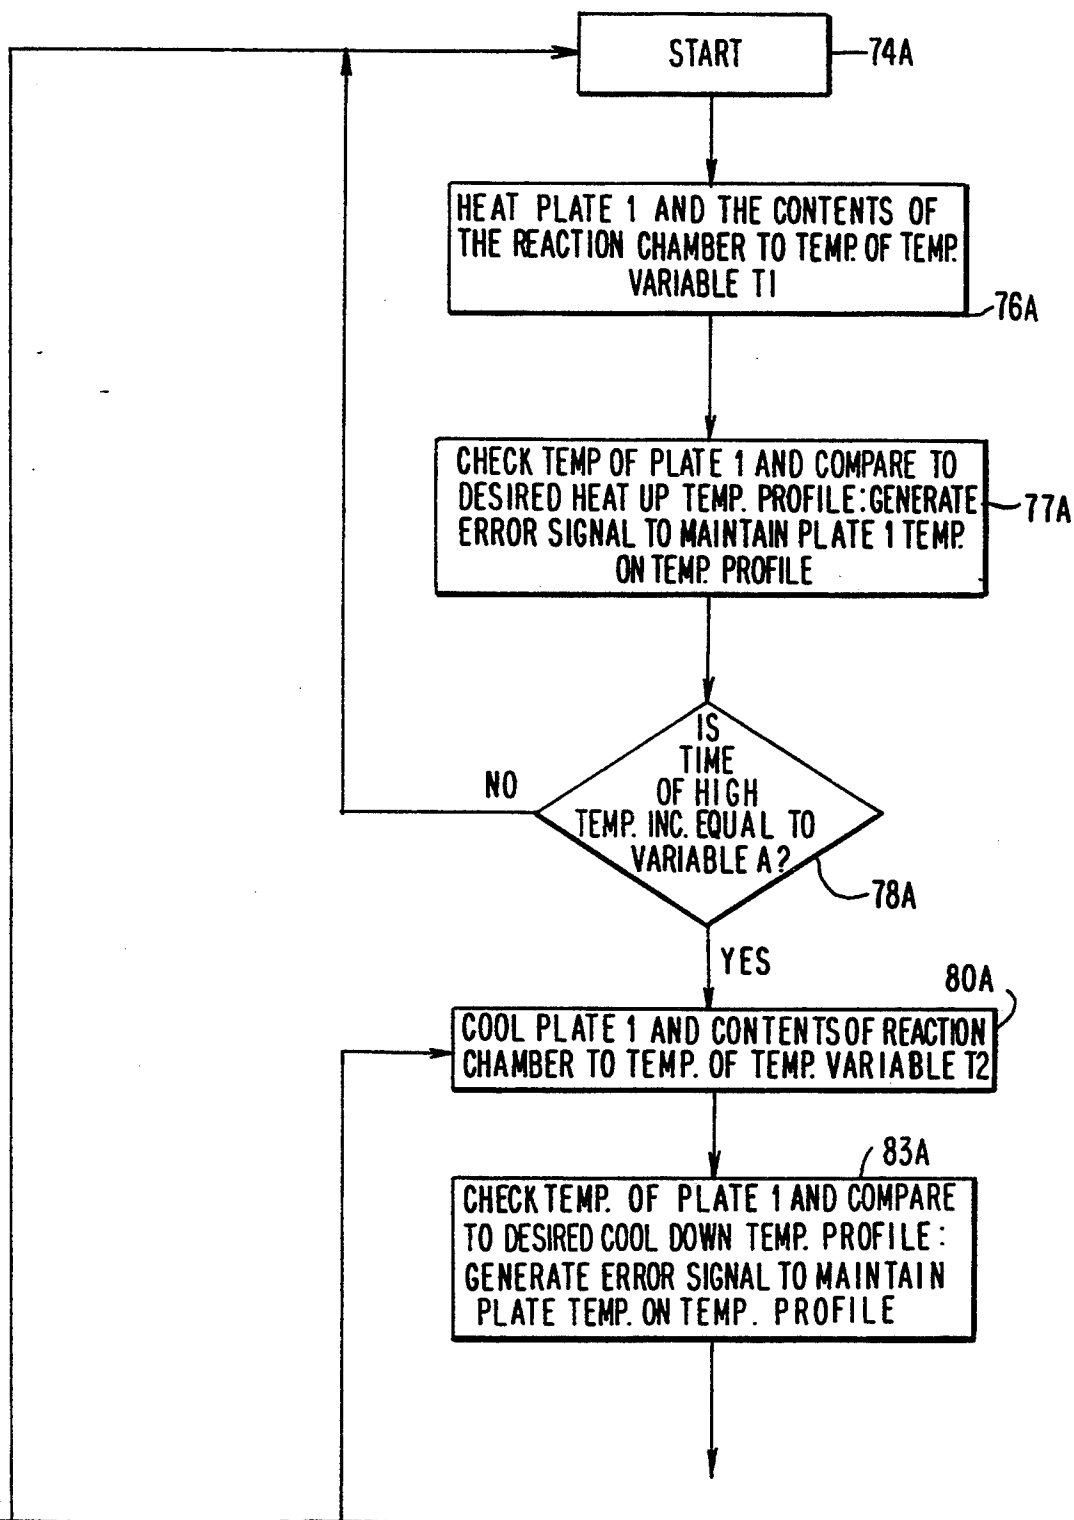 START
74A
HEAT PLATE 1 AND THE CONTENTS OF
THE REACTION CHAMBER TO TEMP. OF TEMP.
VARIABLE T1
76A
CHECK TEMP OF PLATE 1 AND COMPARE TO
DESIRED HEAT UP TEMP. PROFILE: GENERATE
ERROR SIGNAL TO MAINTAIN PLATE 1 TEMP.
ON TEMP. PROFILE
77A
IS
TIME
OF HIGH
TEMP. INC. EQUAL TO
VARIABLE A?
NO
78A
YES
80A
COOL PLATE 1 AND CONTENTS OF REACTION
CHAMBER TO TEMP. OF TEMP. VARIABLE T2
83A
CHECK TEMP. OF PLATE 1 AND COMPARE
TO DESIRED COOL DOWN TEMP. PROFILE:
GENERATE ERROR SIGNAL TO MAINTAIN
PLATE TEMP. ON TEMP. PROFILE